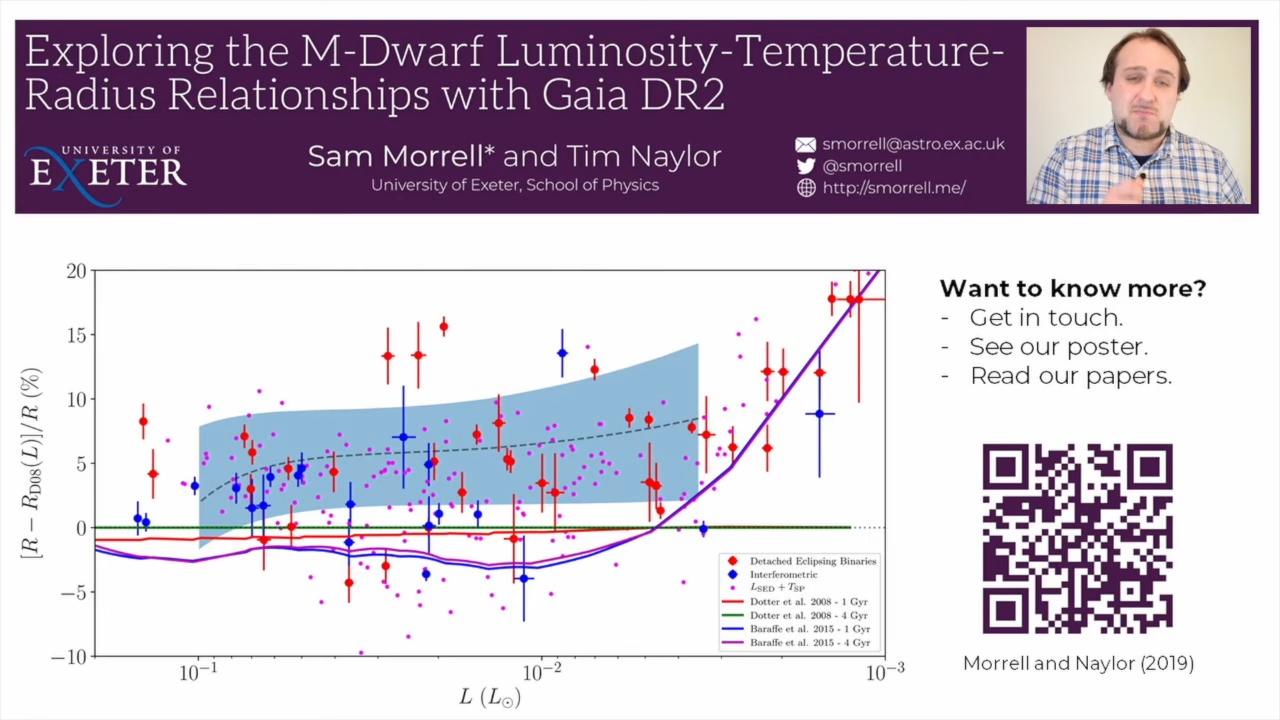 Exploring the M-Dwarf Luminosity-Temperature-
Radius Relationships with Gaia DR2
UNIVERSITY OF
EXETER
Sam Morrell* and Tim Naylor
University of Exeter, School of Physics
smorrell@astro.ex.ac.uk
@smorrell
http://smorrell.me/
20
15
10
5
0
−5
−10
[R − R_D08(L)]/R (%)
10⁻¹
10⁻²
10⁻³
L (L☉)
Detached Eclipsing Binaries
Interferometric
L_SED + T_SP
Dotter et al. 2008 - 1 Gyr
Dotter et al. 2008 - 4 Gyr
Baraffe et al. 2015 - 1 Gyr
Baraffe et al. 2015 - 4 Gyr
Want to know more?
- Get in touch.
- See our poster.
- Read our papers.
Morrell and Naylor (2019)